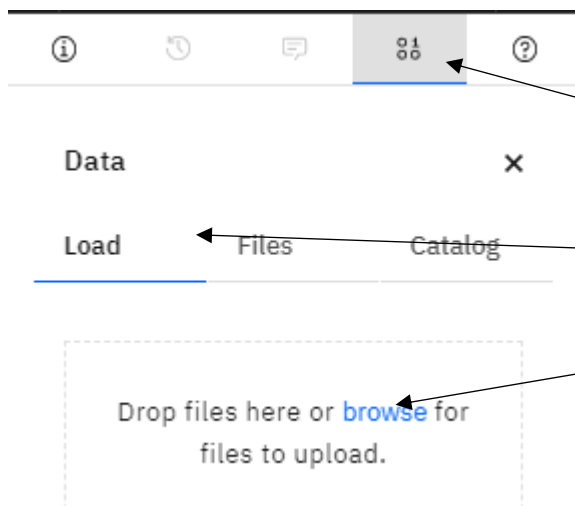 Data
Load Files Catalog
Drop files here or browse for
files to upload.